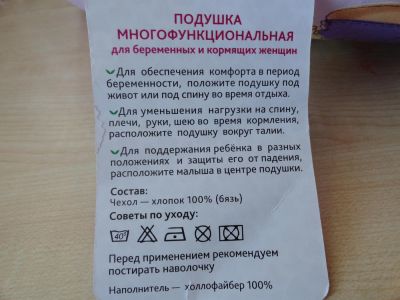 ПОДУШКА
МНОГОФУНКЦИОНАЛЬНАЯ
для беременных и кормящих женщин
Для обеспечения комфорта в период
беременности, положите подушку под
живот или под спину во время отдыха.
Для уменьшения нагрузки на спину,
плечи, руки, шею во время кормления,
расположите подушку вокруг талии.
Для поддержания ребёнка в разных
положениях и защиты его от падения,
расположите малыша в центре подушки.
Состав:
Чехол — хлопок 100% (бязь)
Советы по уходу:
40°
Перед применением рекомендуем
постирать наволочку
Наполнитель — холлофайбер 100%